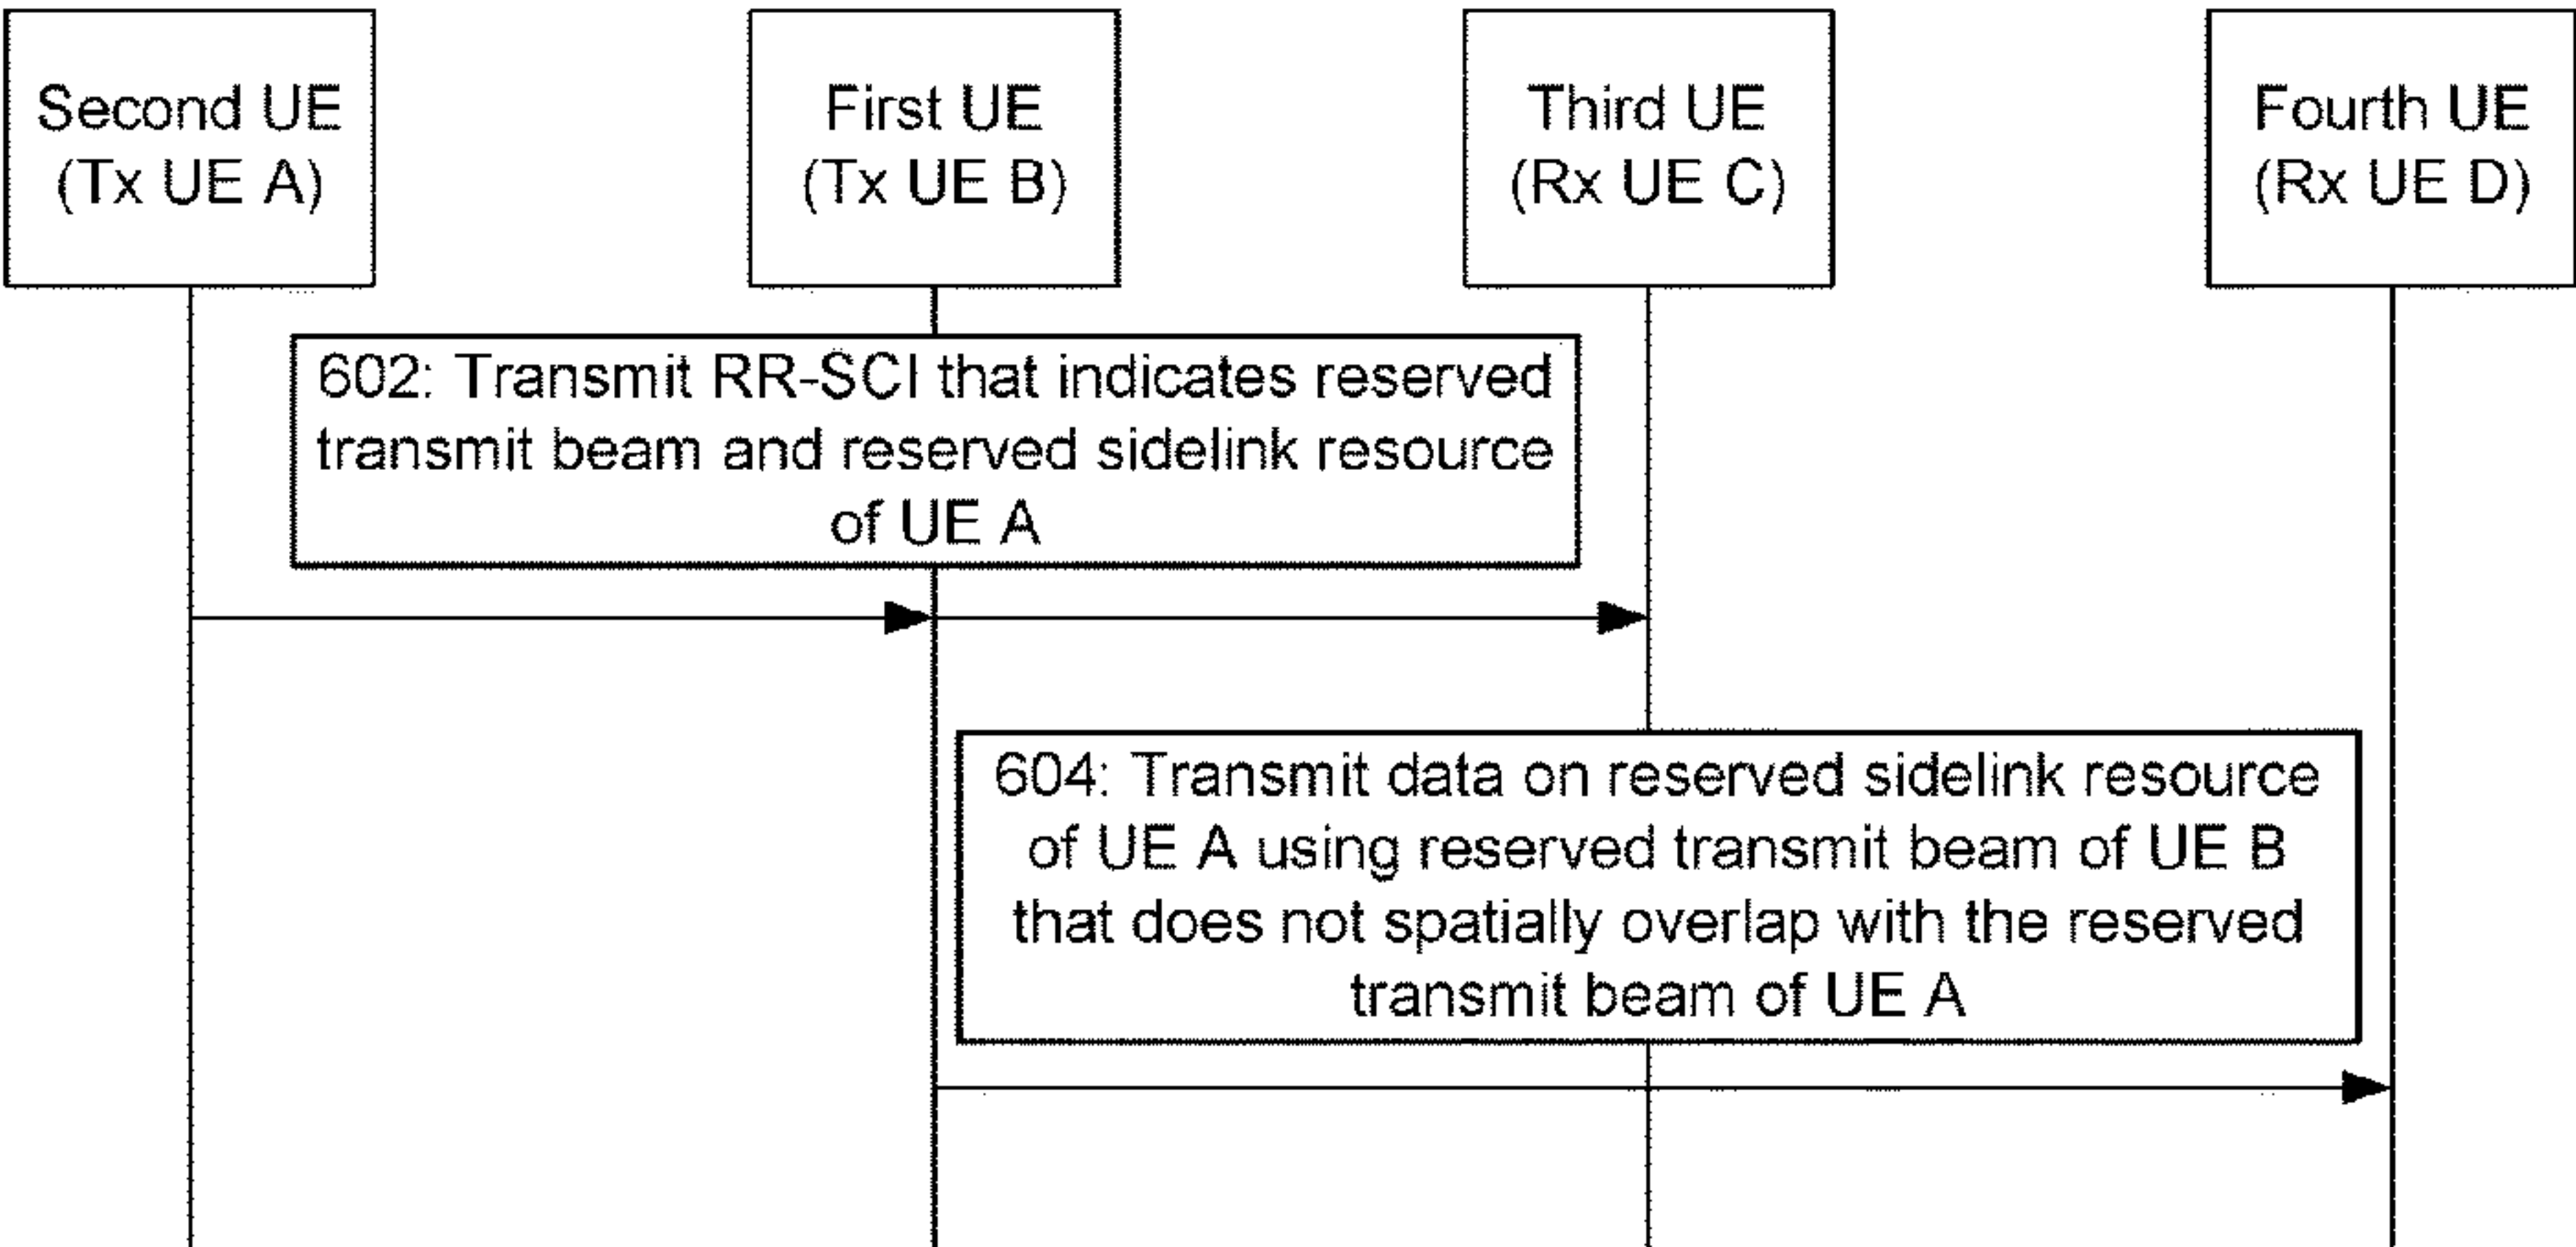 Second UE
(Tx UE A)
First UE
(Tx UE B)
Third UE
(Rx UE C)
Fourth UE
(Rx UE D)
602: Transmit RR-SCI that indicates reserved
transmit beam and reserved sidelink resource
of UE A
604: Transmit data on reserved sidelink resource
of UE A using reserved transmit beam of UE B
that does not spatially overlap with the reserved
transmit beam of UE A